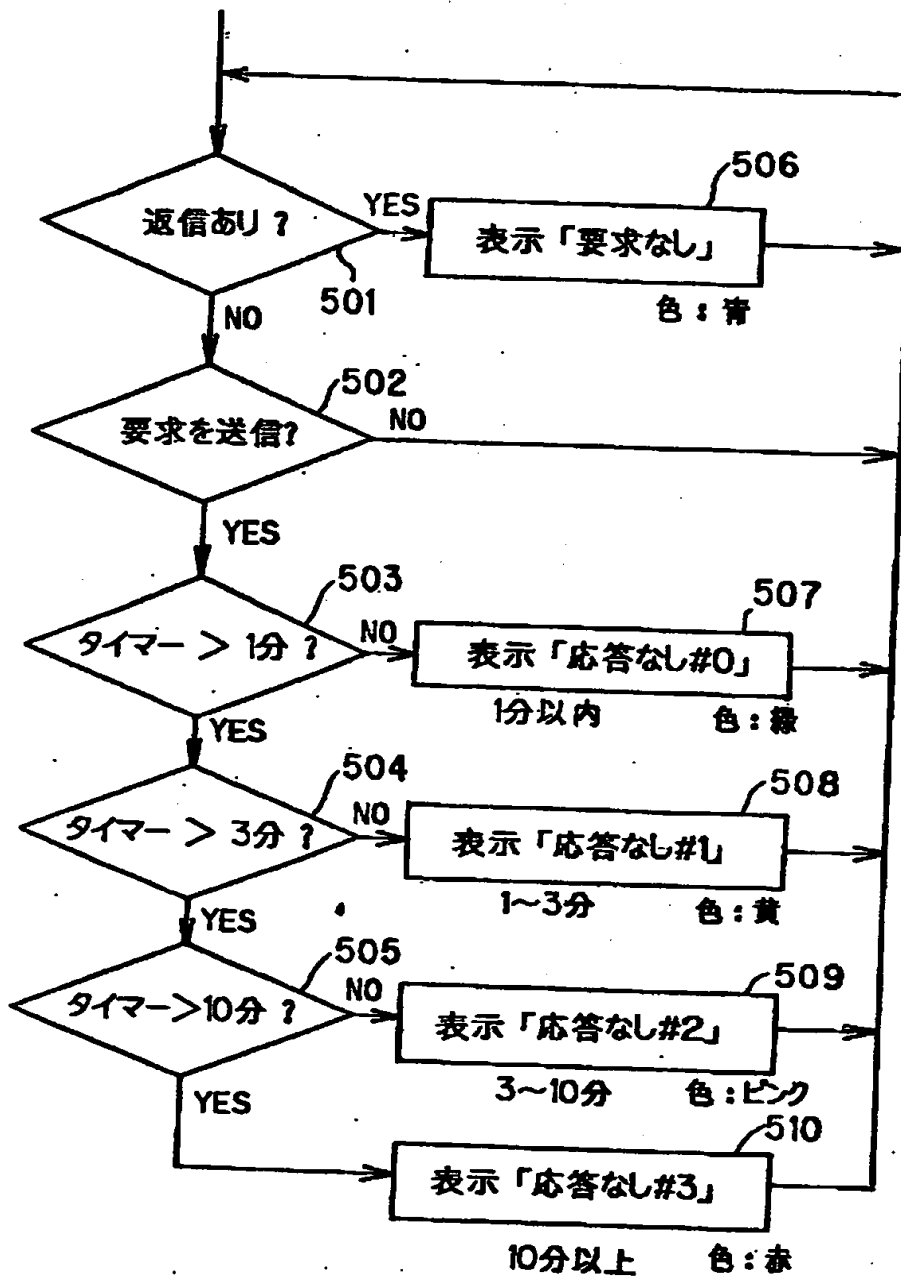 506
返信あり?
YES
表示「要求なし」
501
色:青
NO
502
要求を送信?
NO
YES
503
タイマー > 1分 ?
NO
507
表示「応答なし#0」
1分以内
色:緑
YES
504
タイマー > 3分 ?
NO
508
表示「応答なし#1」
1〜3分
色:黄
YES
505
タイマー>10分 ?
NO
509
表示「応答なし#2」
3〜10分
色:ピンク
YES
510
表示「応答なし#3」
10分以上
色:赤